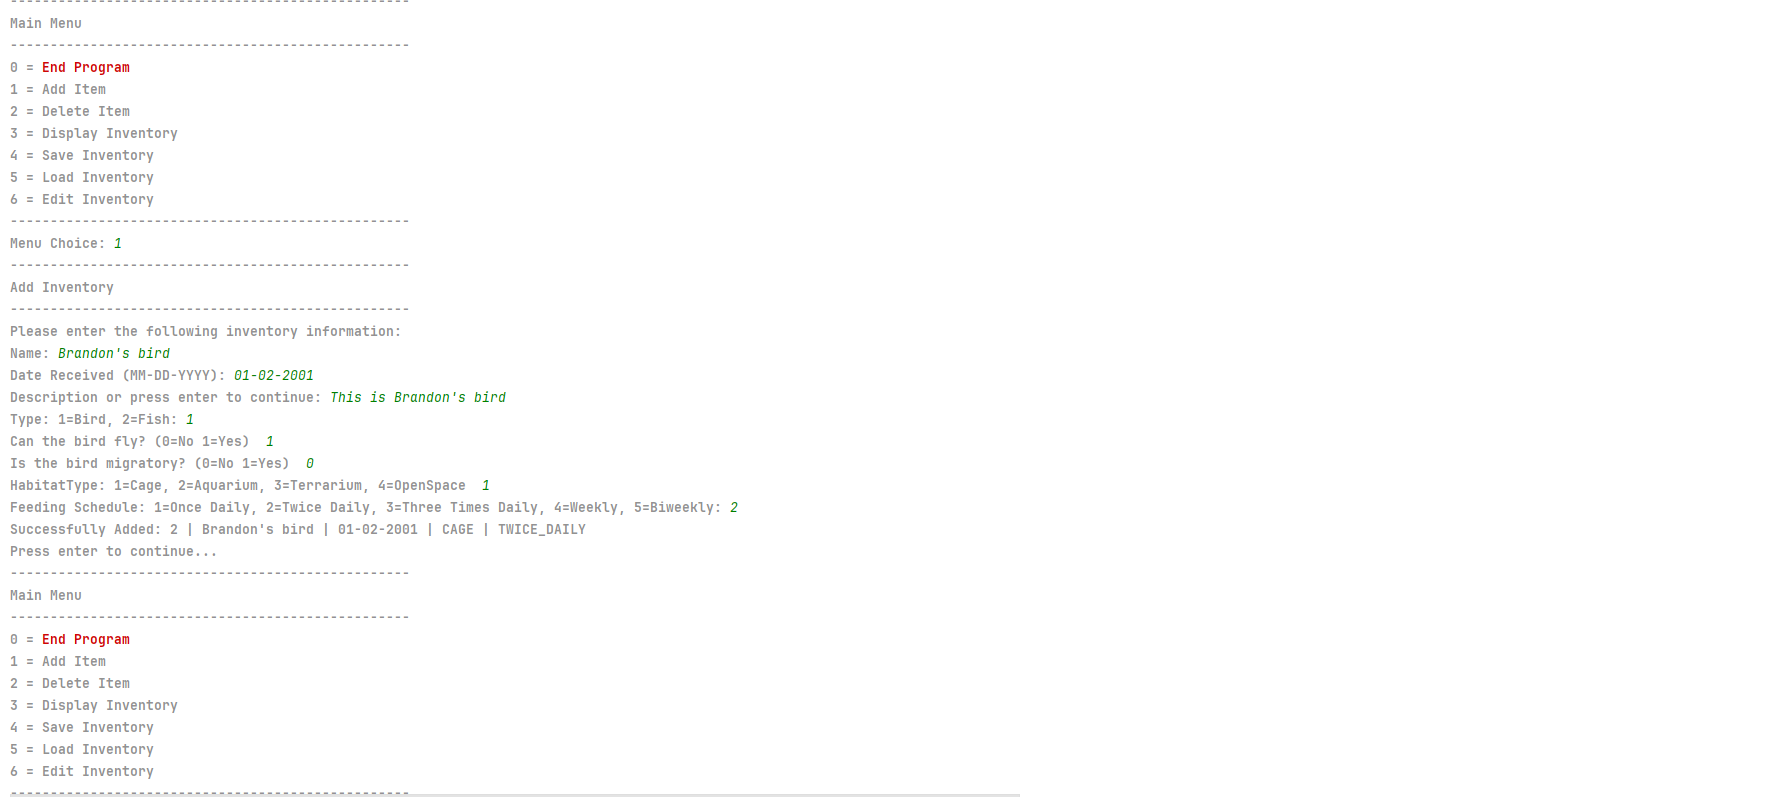 --------------------------------------------------
Main Menu
--------------------------------------------------
0 = End Program
1 = Add Item
2 = Delete Item
3 = Display Inventory
4 = Save Inventory
5 = Load Inventory
6 = Edit Inventory
--------------------------------------------------
Menu Choice: 1
--------------------------------------------------
Add Inventory
--------------------------------------------------
Please enter the following inventory information:
Name: Brandon's bird
Date Received (MM-DD-YYYY): 01-02-2001
Description or press enter to continue: This is Brandon's bird
Type: 1=Bird, 2=Fish: 1
Can the bird fly? (0=No 1=Yes)  1
Is the bird migratory? (0=No 1=Yes)  0
HabitatType: 1=Cage, 2=Aquarium, 3=Terrarium, 4=OpenSpace  1
Feeding Schedule: 1=Once Daily, 2=Twice Daily, 3=Three Times Daily, 4=Weekly, 5=Biweekly: 2
Successfully Added: 2 | Brandon's bird | 01-02-2001 | CAGE | TWICE_DAILY
Press enter to continue...
--------------------------------------------------
Main Menu
--------------------------------------------------
0 = End Program
1 = Add Item
2 = Delete Item
3 = Display Inventory
4 = Save Inventory
5 = Load Inventory
6 = Edit Inventory
--------------------------------------------------